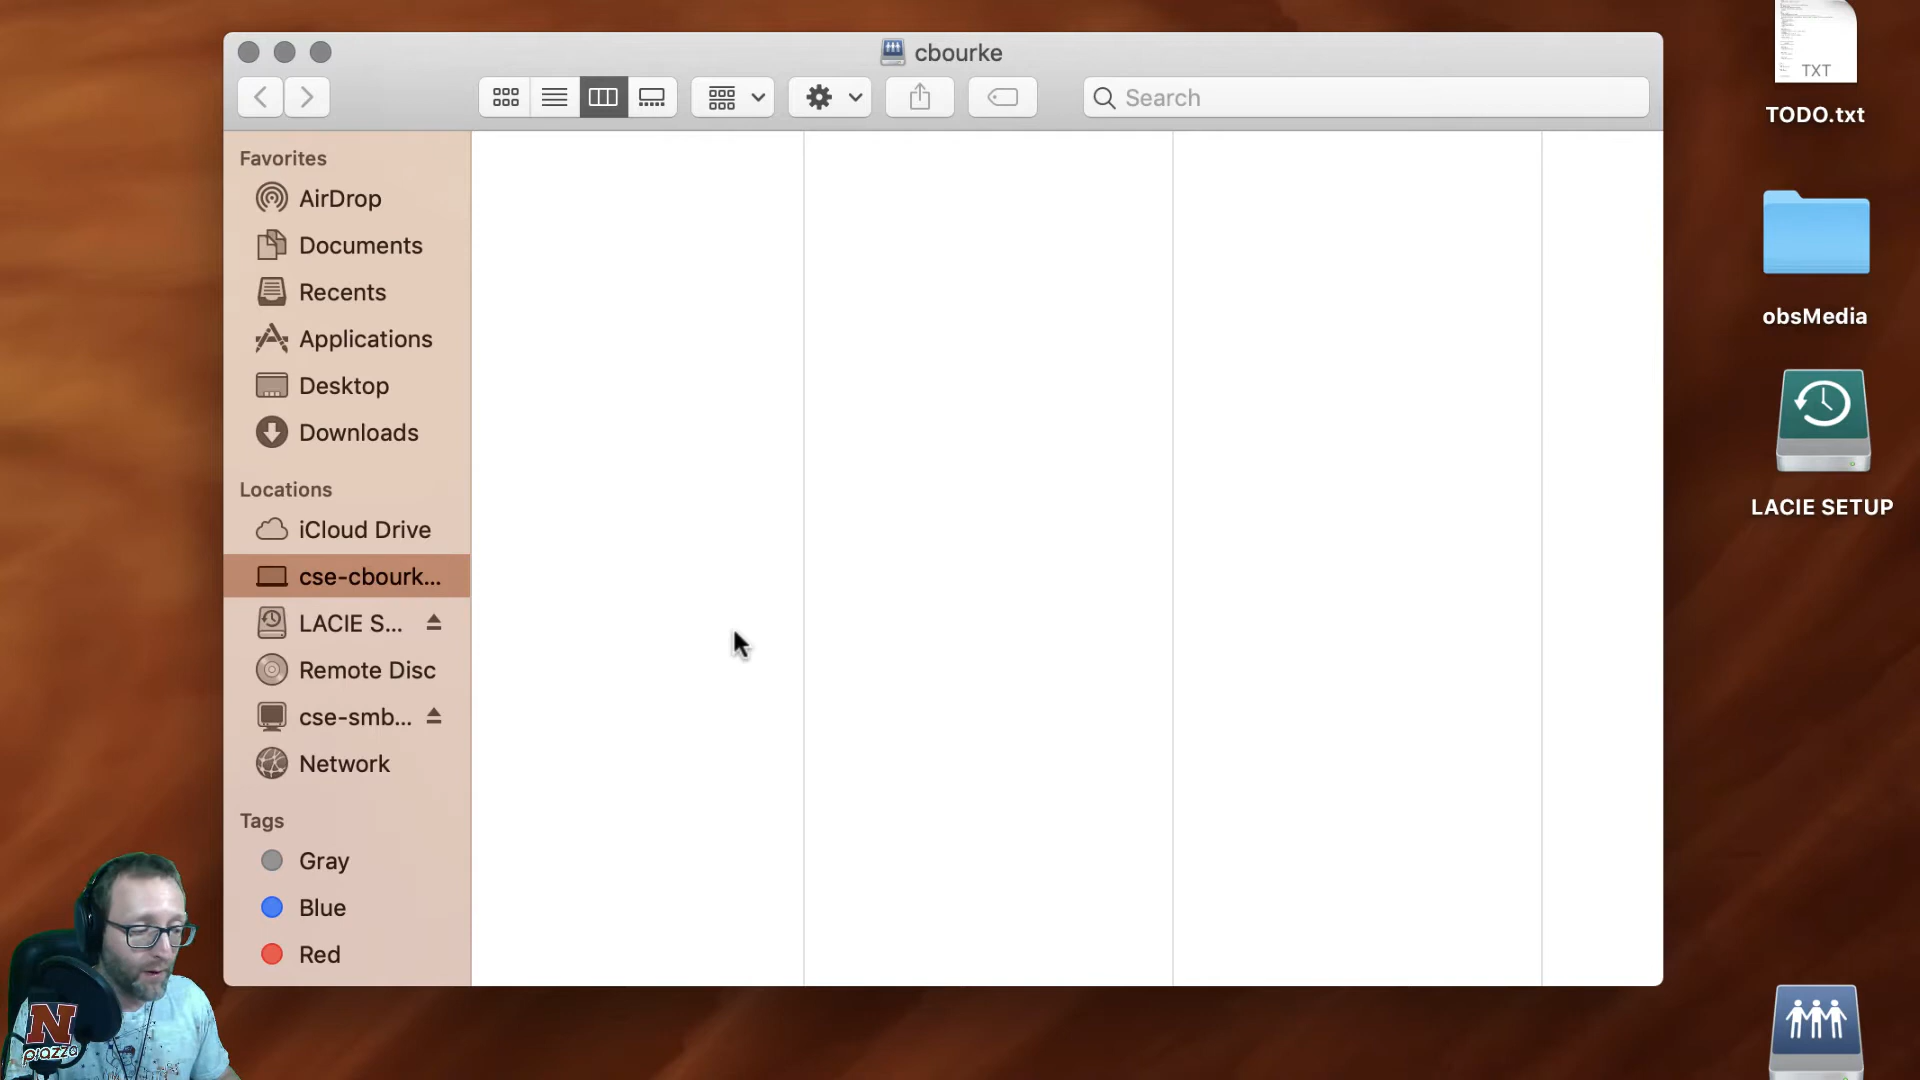 cbourke
Search
Favorites
AirDrop
Documents
Recents
Applications
Desktop
Downloads
Locations
iCloud Drive
cse-cbourk...
LACIE S...
Remote Disc
cse-smb...
Network
Tags
Gray
Blue
Red
TXT
TODO.txt
obsMedia
LACIE SETUP
N
piazza